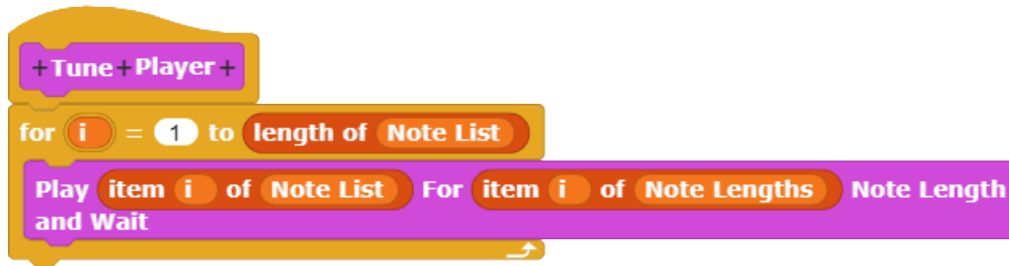 +Tune+Player+
for i = 1 to length of Note List
Play item i of Note List For item i of Note Lengths Note Length
and Wait